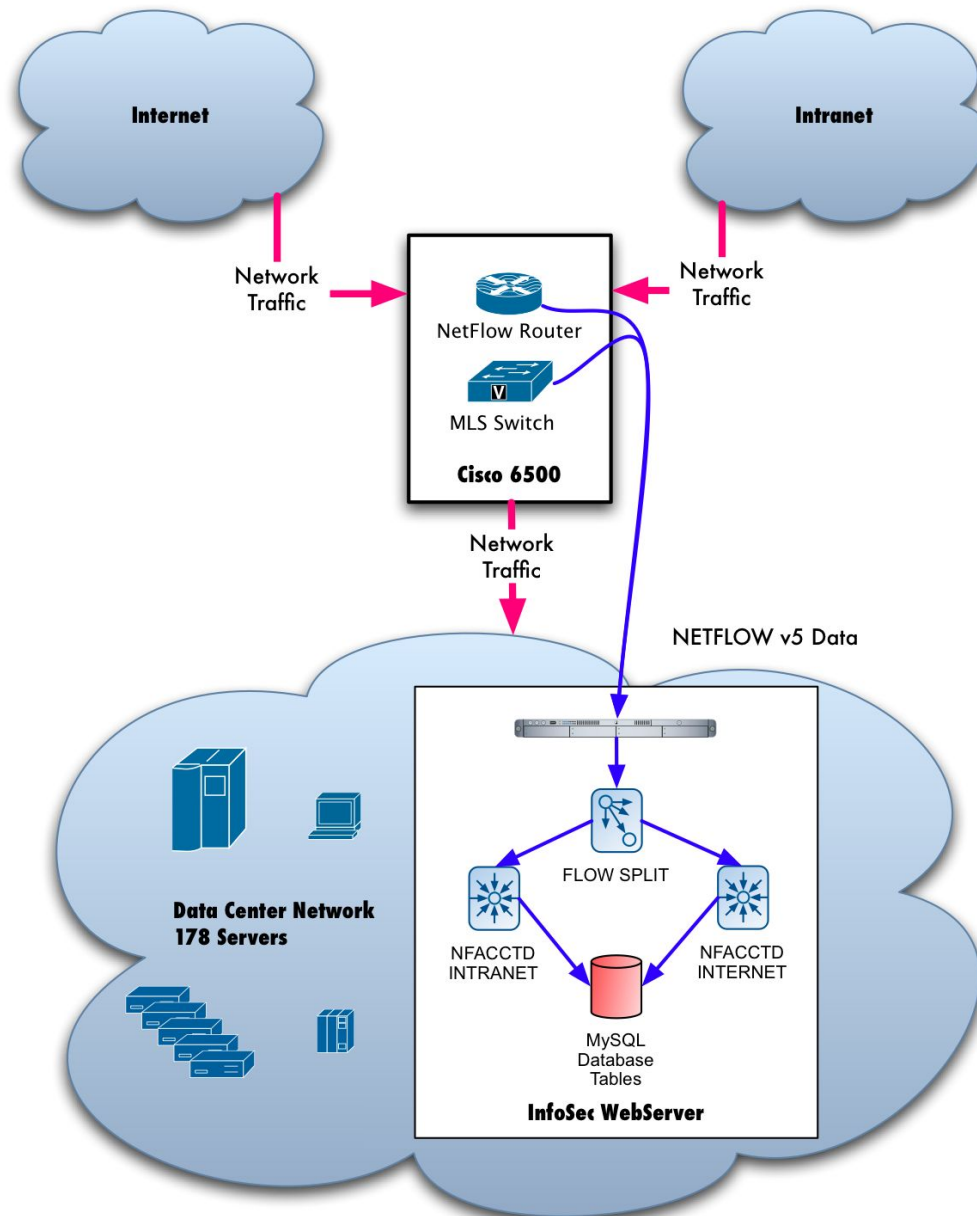 Internet
Intranet
Network
Traffic
Network
Traffic
NetFlow Router
V
MLS Switch
Cisco 6500
Network
Traffic
NETFLOW v5 Data
FLOW SPLIT
Data Center Network
178 Servers
NFACCTD
INTRANET
NFACCTD
INTERNET
MySQL
Database
Tables
InfoSec WebServer